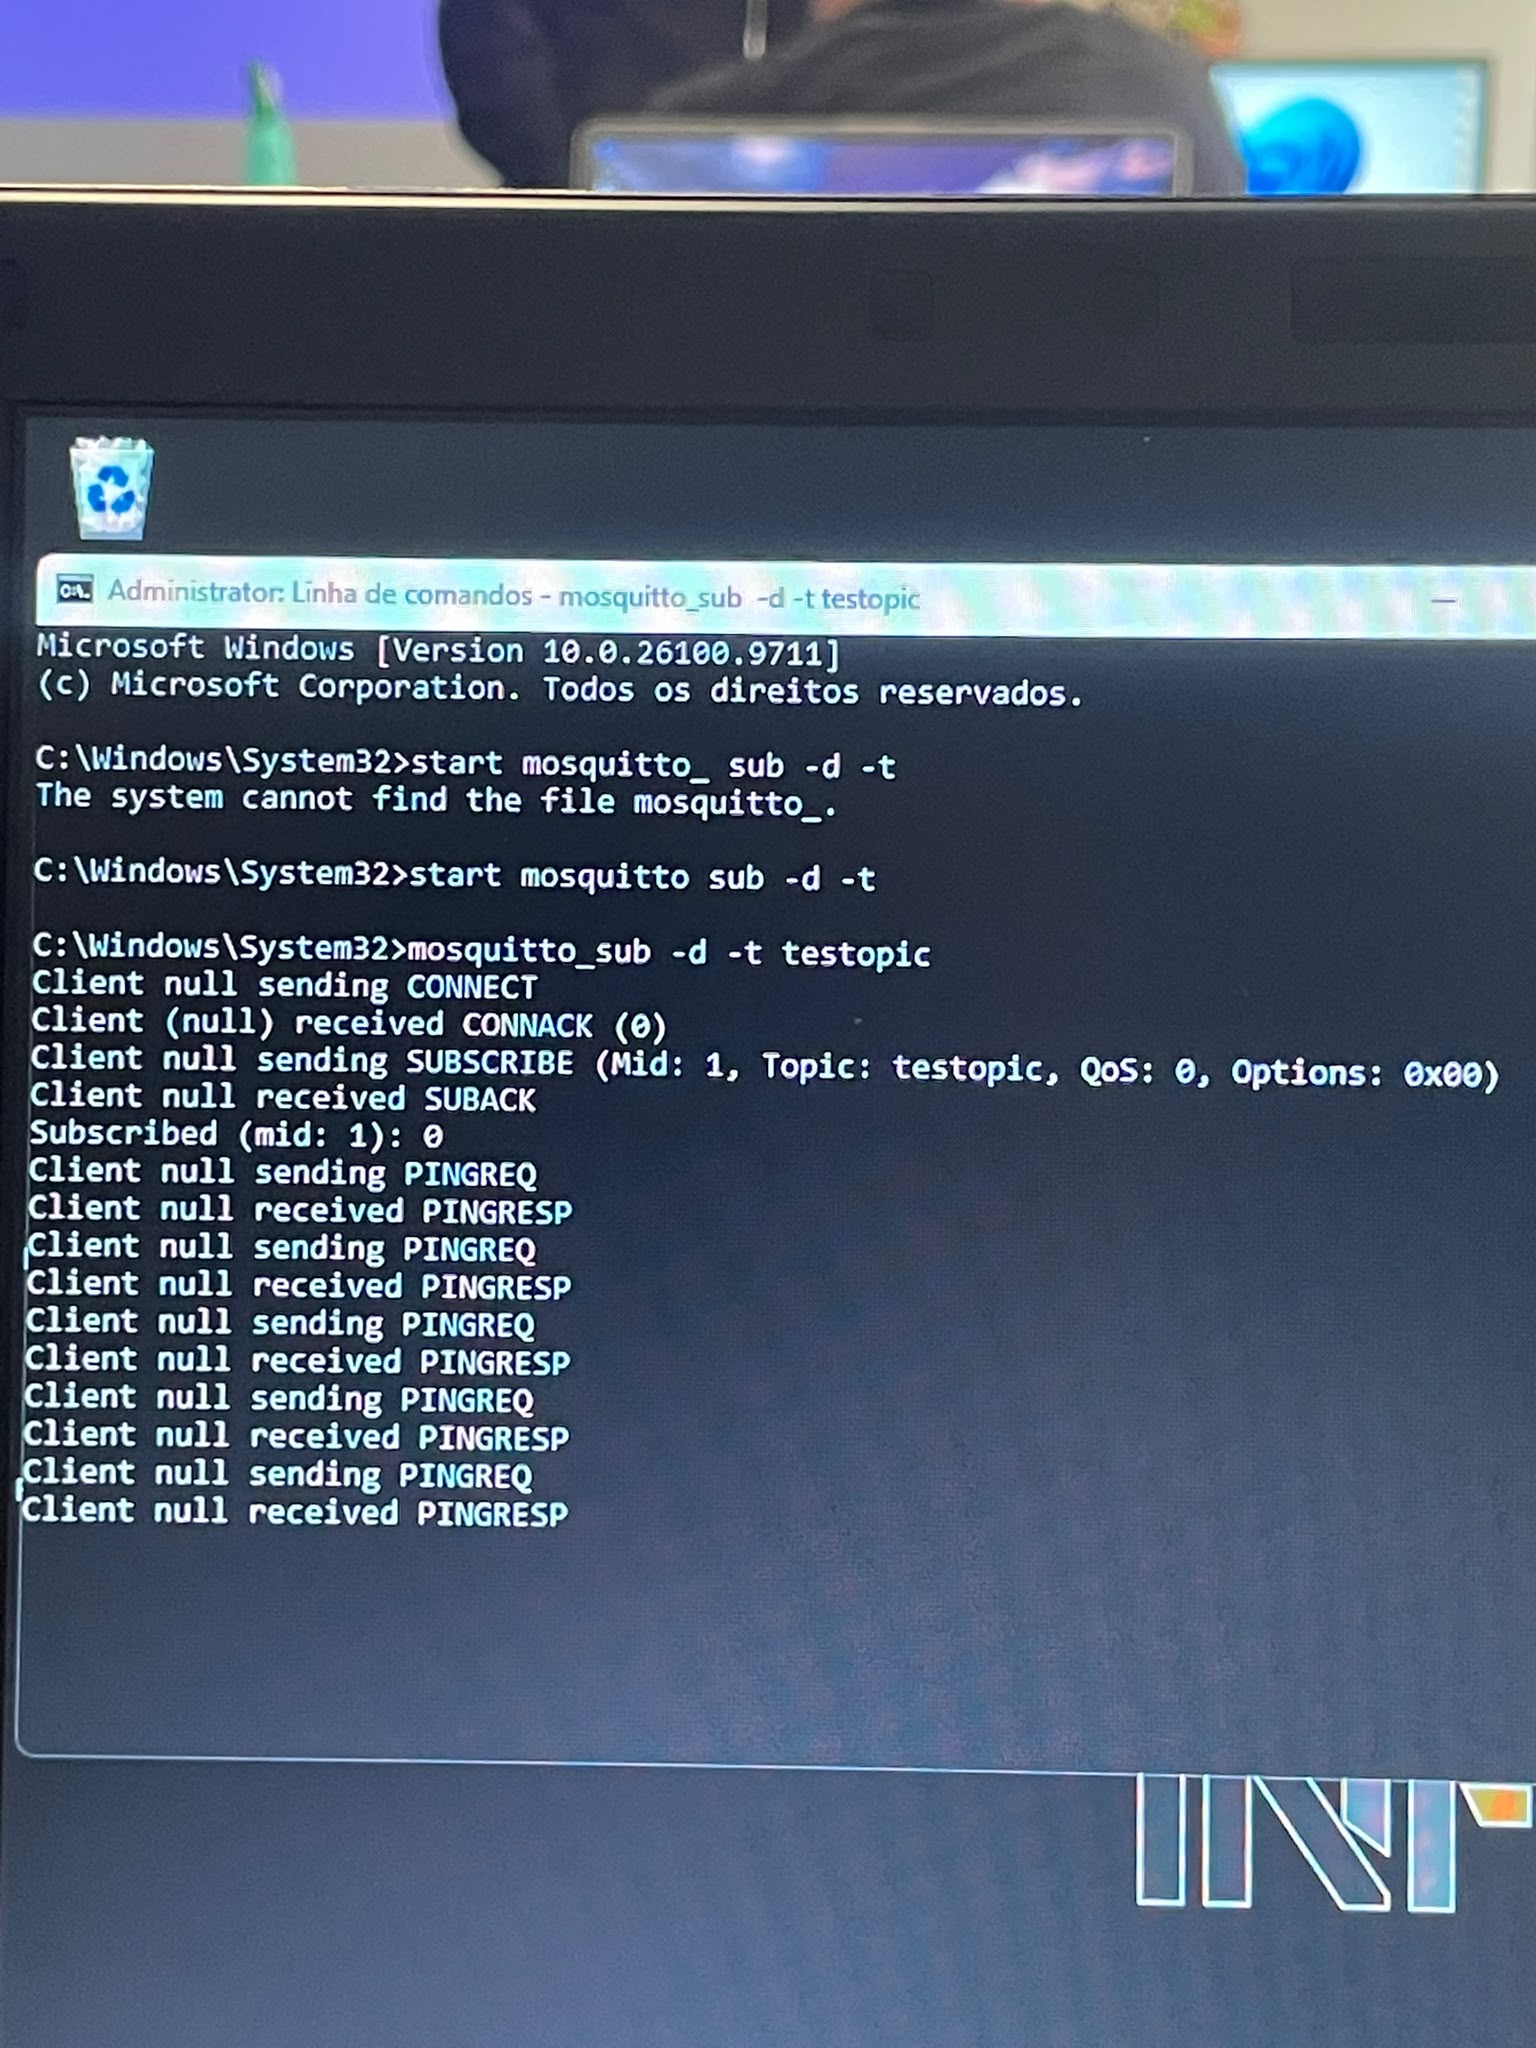 Administrator: Linha de comandos - mosquitto_sub  -d -t testopic
Microsoft Windows [Version 10.0.26100.9711]
(c) Microsoft Corporation. Todos os direitos reservados.
C:\Windows\System32>start mosquitto_ sub -d -t
The system cannot find the file mosquitto_.
C:\Windows\System32>start mosquitto sub -d -t
C:\Windows\System32>mosquitto_sub -d -t testopic
Client null sending CONNECT
Client (null) received CONNACK (0)
Client null sending SUBSCRIBE (Mid: 1, Topic: testopic, QoS: 0, Options: 0x00)
Client null received SUBACK
Subscribed (mid: 1): 0
Client null sending PINGREQ
Client null received PINGRESP
Client null sending PINGREQ
Client null received PINGRESP
Client null sending PINGREQ
Client null received PINGRESP
Client null sending PINGREQ
Client null received PINGRESP
Client null sending PINGREQ
Client null received PINGRESP